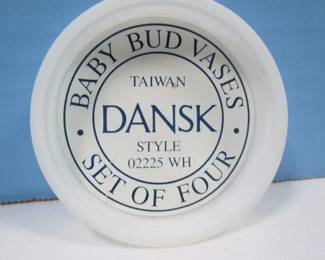 · BABY BUD VASES ·
TAIWAN
DANSK
STYLE
02225 WH
SET OF FOUR